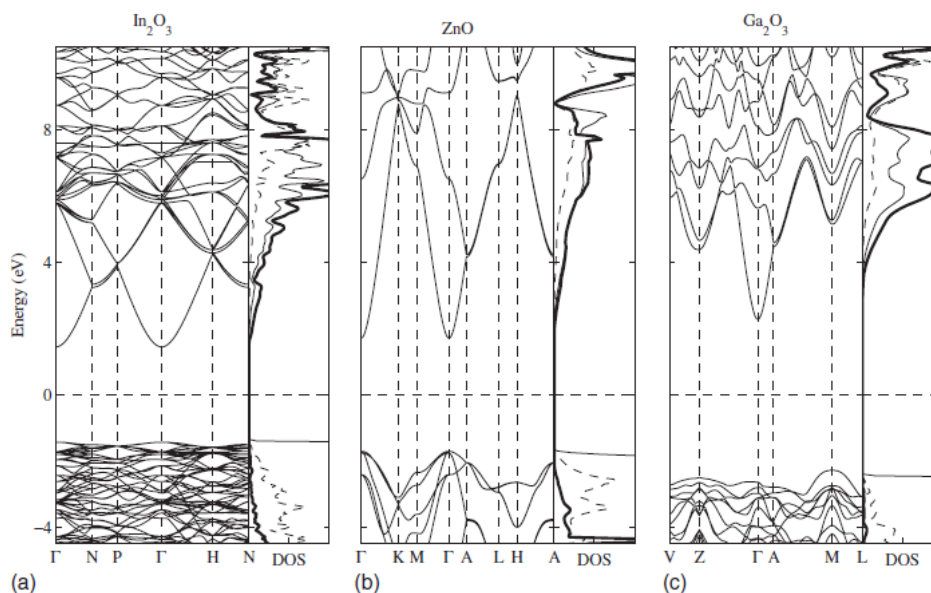 In₂O₃ ZnO Ga₂O₃
Energy (eV)
8
4
0
−4
Γ N P Γ H N DOS
Γ K M Γ A L H A DOS
V Z Γ A M L DOS
(a) (b) (c)